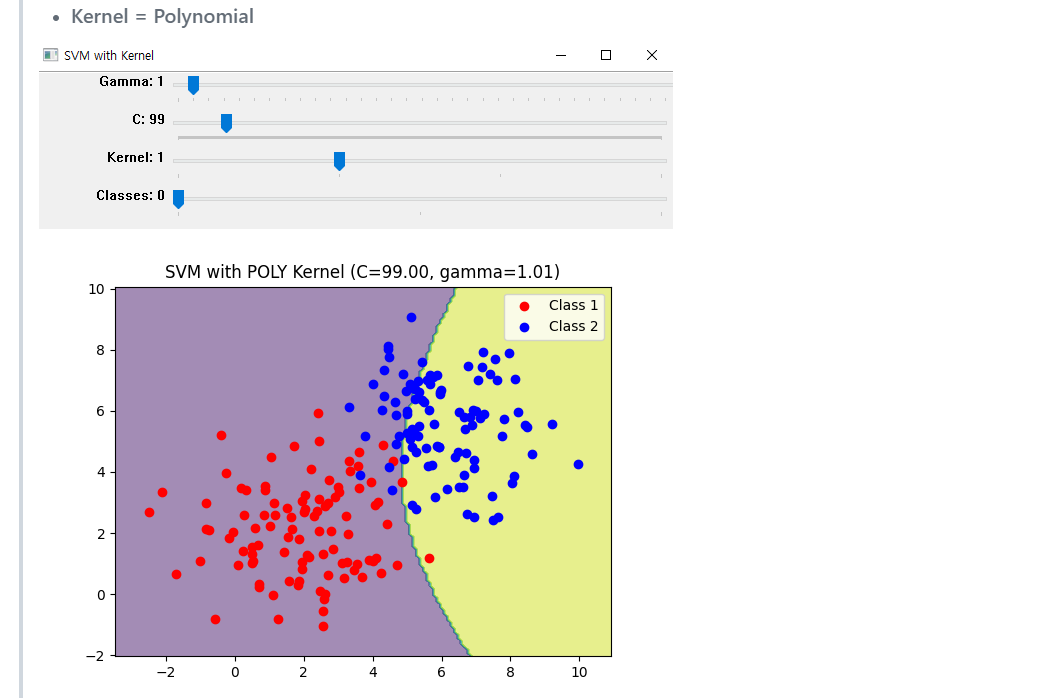 Kernel = Polynomial
SVM with Kernel
Gamma: 1
C: 99
Kernel: 1
Classes: 0
SVM with POLY Kernel (C=99.00, gamma=1.01)
Class 1
Class 2
10
8
6
4
2
0
−2
−2
0
2
4
6
8
10